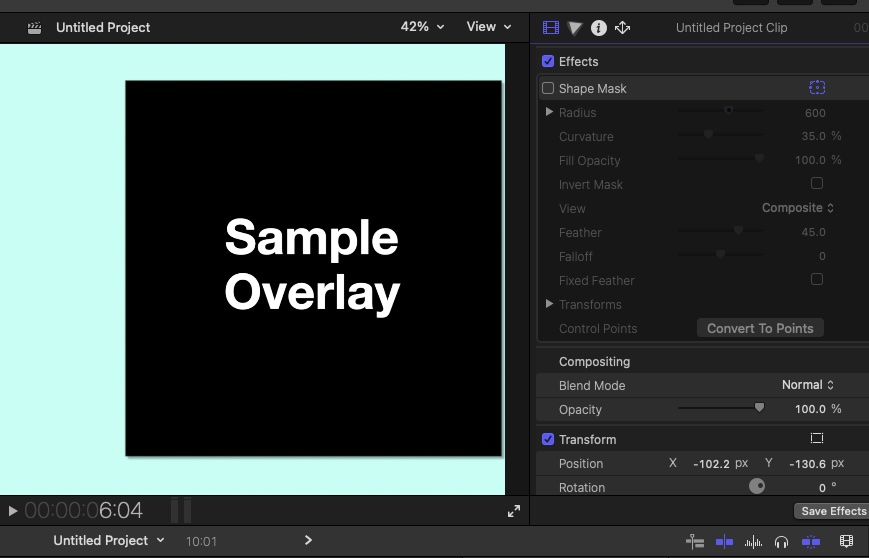 Untitled Project
42%
View
Untitled Project Clip
00
Effects
Shape Mask
Radius
600
Curvature
35.0 %
Fill Opacity
100.0 %
Invert Mask
View
Composite
Feather
45.0
Falloff
0
Fixed Feather
Transforms
Control Points
Convert To Points
Compositing
Blend Mode
Normal
Opacity
100.0 %
Transform
Position
X -102.2 px Y -130.6 px
Rotation
0 °
Sample
Overlay
00:00:06:04
Save Effects
Untitled Project
10:01